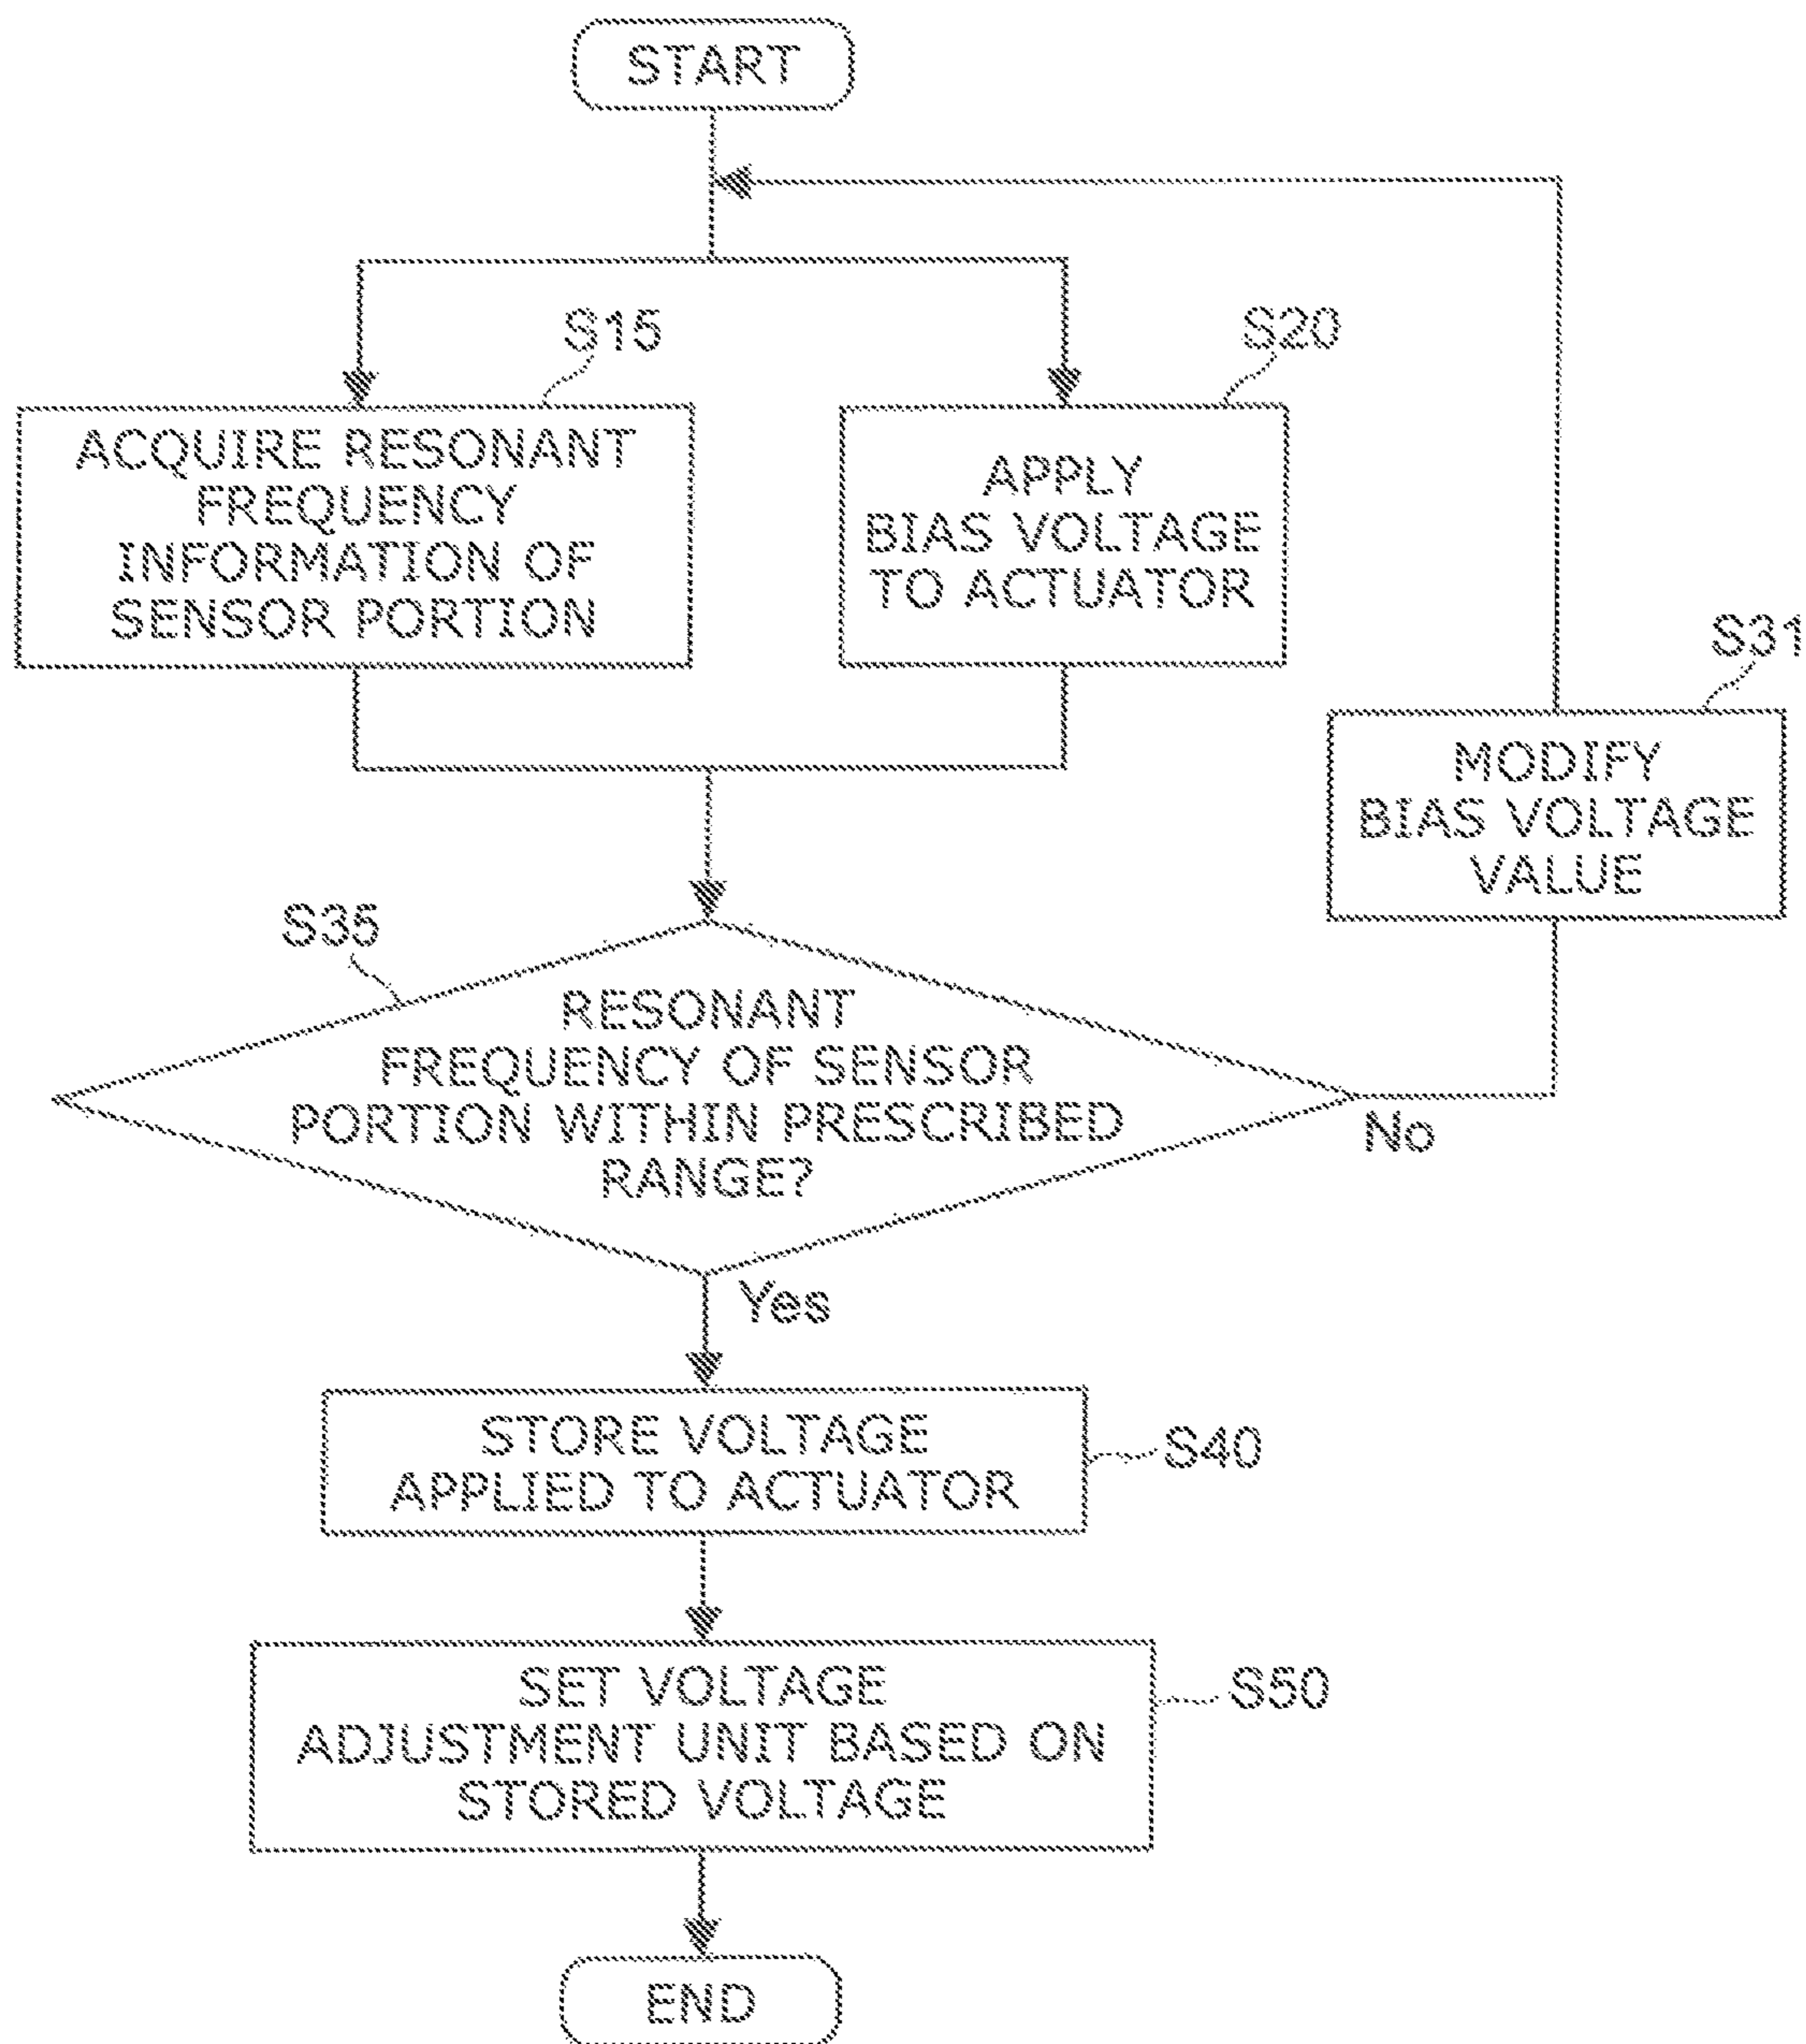 START
S15
ACQUIRE RESONANT
FREQUENCY
INFORMATION OF
SENSOR PORTION
S20
APPLY
BIAS VOLTAGE
TO ACTUATOR
S31
MODIFY
BIAS VOLTAGE
VALUE
S35
RESONANT
FREQUENCY OF SENSOR
PORTION WITHIN PRESCRIBED
RANGE?
No
Yes
STORE VOLTAGE
APPLIED TO ACTUATOR
S40
SET VOLTAGE
ADJUSTMENT UNIT BASED ON
STORED VOLTAGE
S50
END